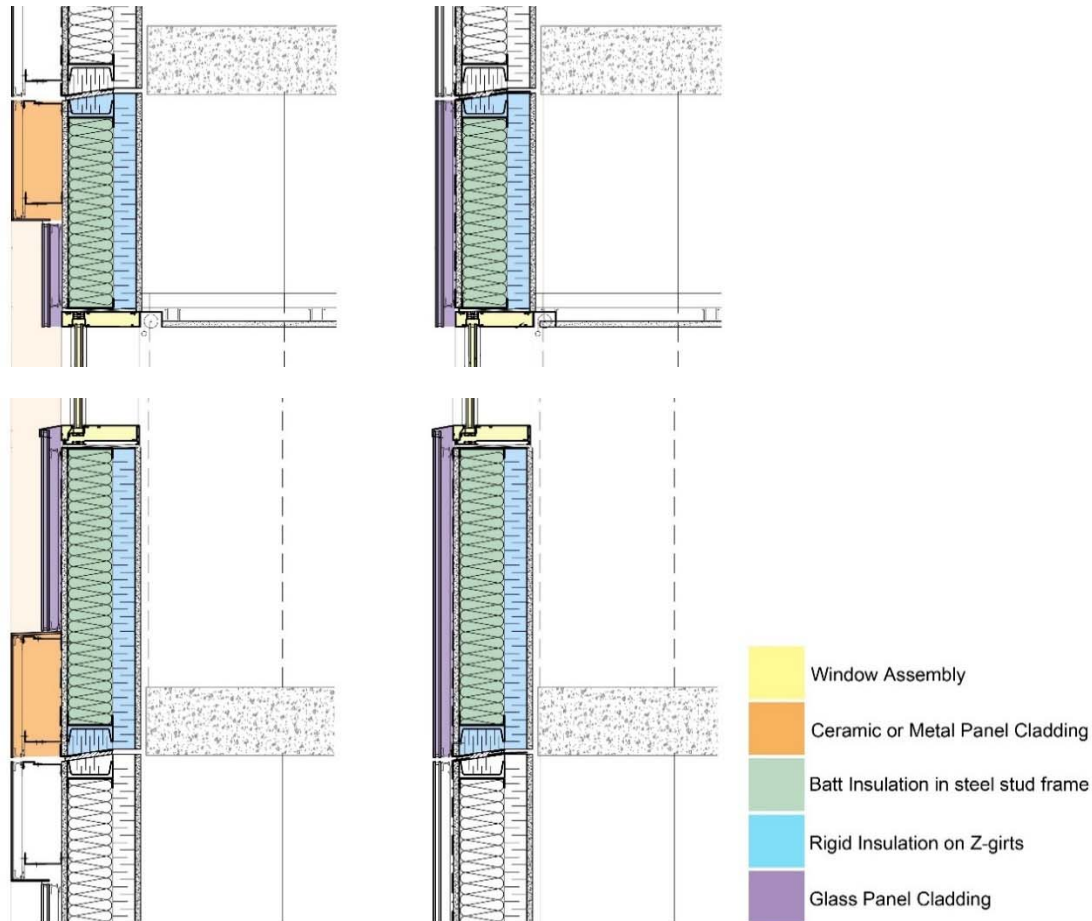 Window Assembly
Ceramic or Metal Panel Cladding
Batt Insulation in steel stud frame
Rigid Insulation on Z-girts
Glass Panel Cladding